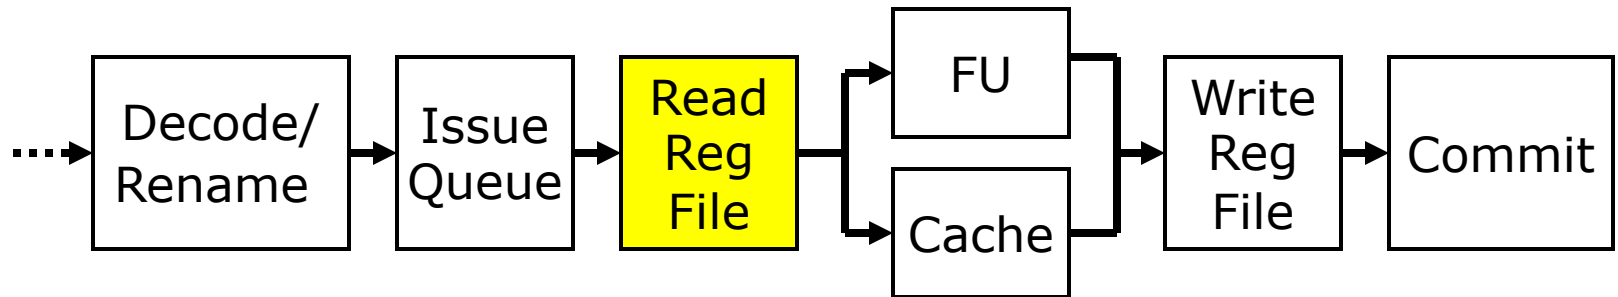 Decode/
Rename
Issue
Queue
Read
Reg
File
FU
Cache
Write
Reg
File
Commit